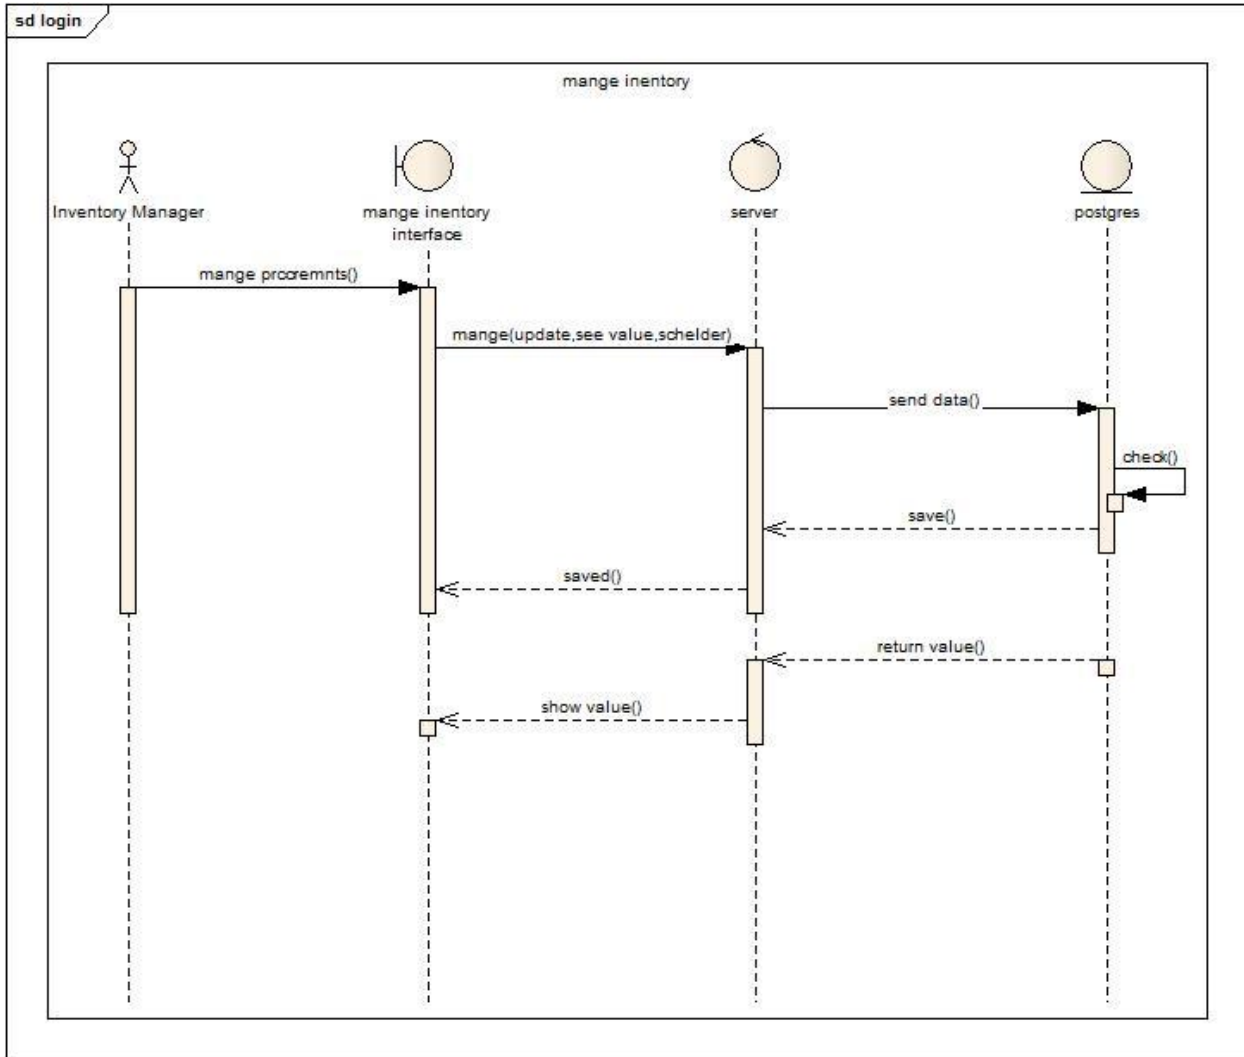 sd login
mange inentory
Inventory Manager
mange inentory
interface
server
postgres
mange procremnts()
mange(update,see value,schelder)
send data()
check()
save()
saved()
return value()
show value()